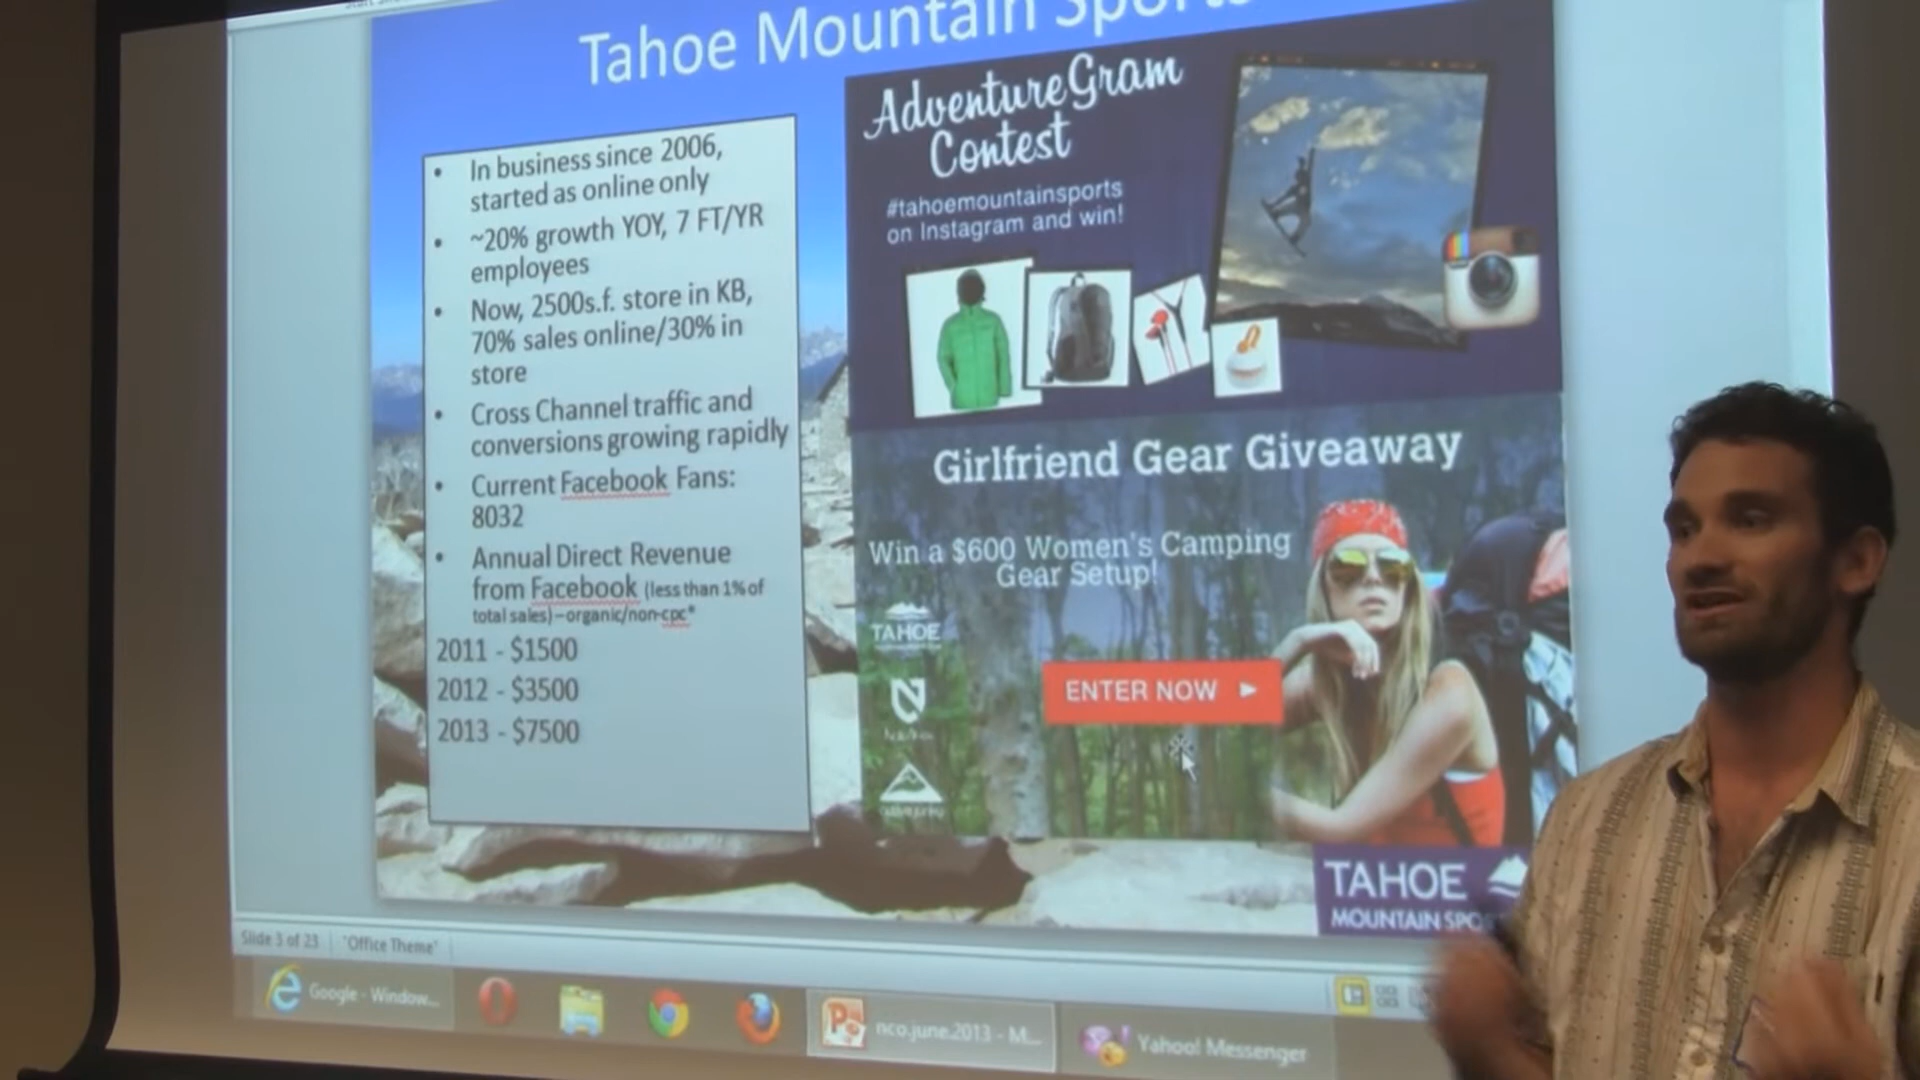 Tahoe Mountain Sports
• In business since 2006,
started as online only
• ~20% growth YOY, 7 FT/YR
employees
• Now, 2500s.f. store in KB,
70% sales online/30% in
store
• Cross Channel traffic and
conversions growing rapidly
• Current Facebook Fans:
8032
• Annual Direct Revenue
from Facebook (less than 1% of
total sales) – organic/non-cpc*
2011 - $1500
2012 - $3500
2013 - $7500
AdventureGram
Contest
#tahoemountainsports
on Instagram and win!
Girlfriend Gear Giveaway
Win a $600 Women's Camping
Gear Setup!
TAHOE
ENTER NOW
TAHOE
MOUNTAIN SPO
Slide 3 of 23 "Office Theme"
Google - Window...
nco.june.2013 - M...
Yahoo! Messenger